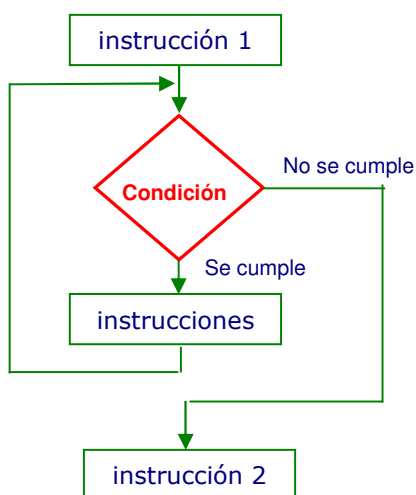 instrucción 1
No se cumple
Condición
Se cumple
instrucciones
instrucción 2